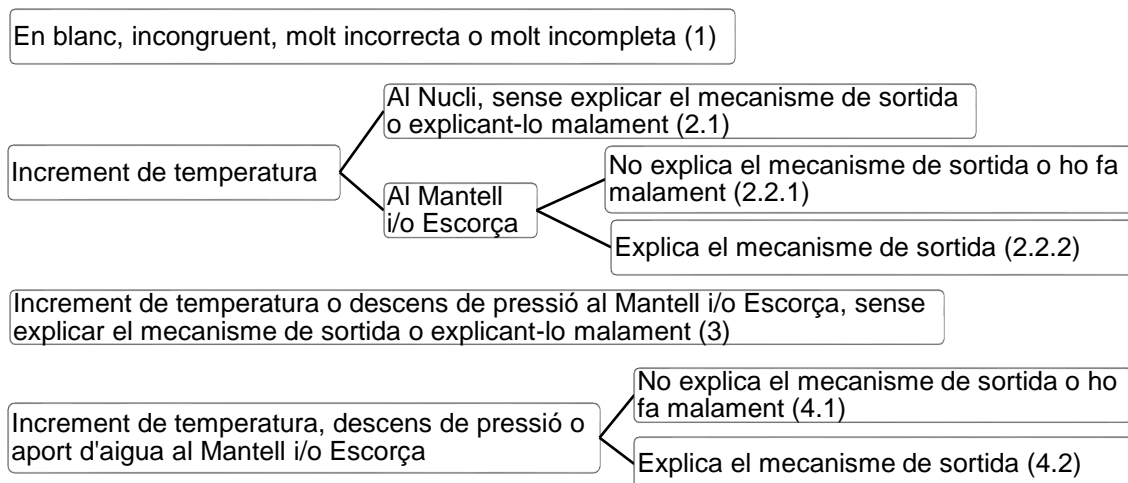 En blanc, incongruent, molt incorrecta o molt incompleta (1)
Al Nucli, sense explicar el mecanisme de sortida
o explicant-lo malament (2.1)
Increment de temperatura
Al Mantell
i/o Escorça
No explica el mecanisme de sortida o ho fa
malament (2.2.1)
Explica el mecanisme de sortida (2.2.2)
Increment de temperatura o descens de pressió al Mantell i/o Escorça, sense
explicar el mecanisme de sortida o explicant-lo malament (3)
Increment de temperatura, descens de pressió o
aport d'aigua al Mantell i/o Escorça
No explica el mecanisme de sortida o ho
fa malament (4.1)
Explica el mecanisme de sortida (4.2)